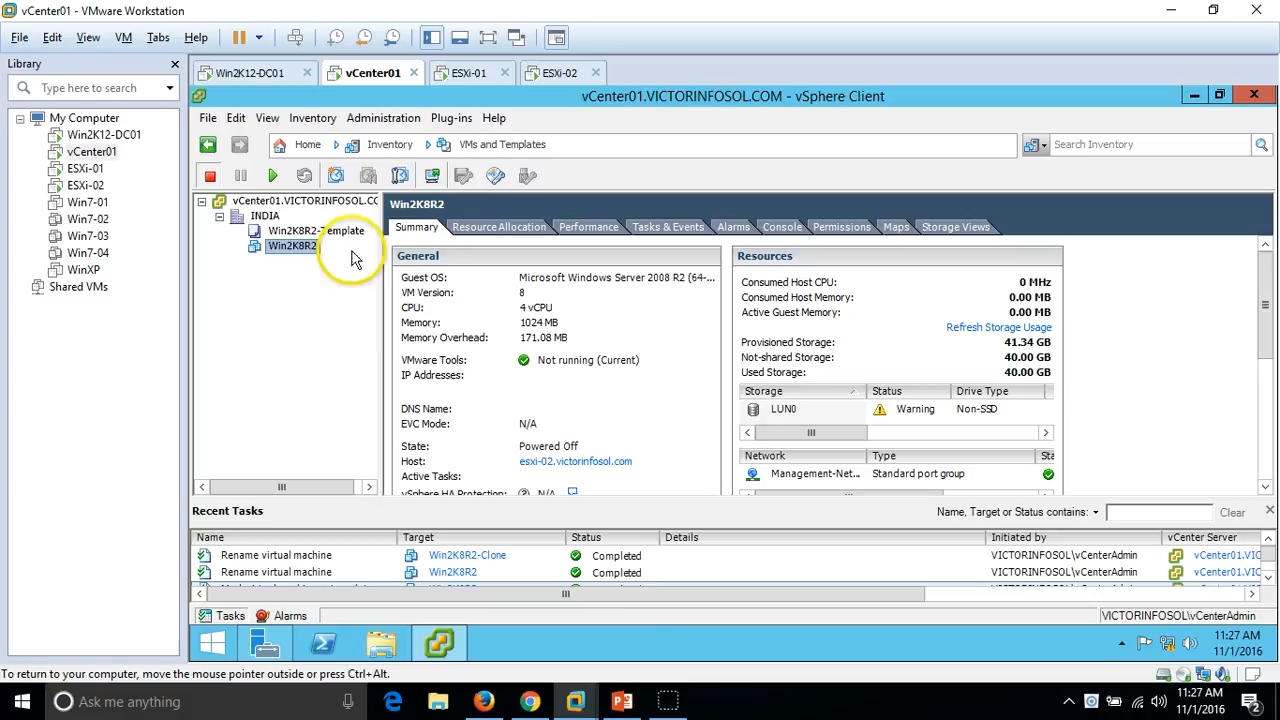 vCenter01 - VMware Workstation
File Edit View VM Tabs Help
Library
Type here to search
My Computer
Win2K12-DC01
vCenter01
ESXi-01
ESXi-02
Win7-01
Win7-02
Win7-03
Win7-04
WinXP
Shared VMs
Win2K12-DC01 vCenter01 ESXi-01 ESXi-02
vCenter01.VICTORINFOSOL.COM - vSphere Client
File Edit View Inventory Administration Plug-ins Help
Home Inventory VMs and Templates Search Inventory
vCenter01.VICTORINFOSOL.CO
INDIA
Win2K8R2-Template
Win2K8R2
Win2K8R2
Summary Resource Allocation Performance Tasks & Events Alarms Console Permissions Maps Storage Views
General
Guest OS: Microsoft Windows Server 2008 R2 (64-...
VM Version: 8
CPU: 4 vCPU
Memory: 1024 MB
Memory Overhead: 171.08 MB
VMware Tools: Not running (Current)
IP Addresses:
DNS Name:
EVC Mode: N/A
State: Powered Off
Host: esxi-02.victorinfosol.com
Active Tasks:
vSphere HA Protection: N/A
Resources
Consumed Host CPU: 0 MHz
Consumed Host Memory: 0.00 MB
Active Guest Memory: 0.00 MB
Refresh Storage Usage
Provisioned Storage: 41.34 GB
Not-shared Storage: 40.00 GB
Used Storage: 40.00 GB
Storage Status Drive Type
LUN0 Warning Non-SSD
Network Type Sta
Management-Net... Standard port group
Recent Tasks
Name, Target or Status contains: Clear
Name Target Status Details Initiated by vCenter Server
Rename virtual machine Win2K8R2-Clone Completed VICTORINFOSOL\vCenterAdmin vCenter01.VIC
Rename virtual machine Win2K8R2 Completed VICTORINFOSOL\vCenterAdmin vCenter01.VIC
Tasks Alarms VICTORINFOSOL\vCenterAdmin
11:27 AM
11/1/2016
To return to your computer, move the mouse pointer outside or press Ctrl+Alt.
Ask me anything
11:27 AM
11/1/2016
2